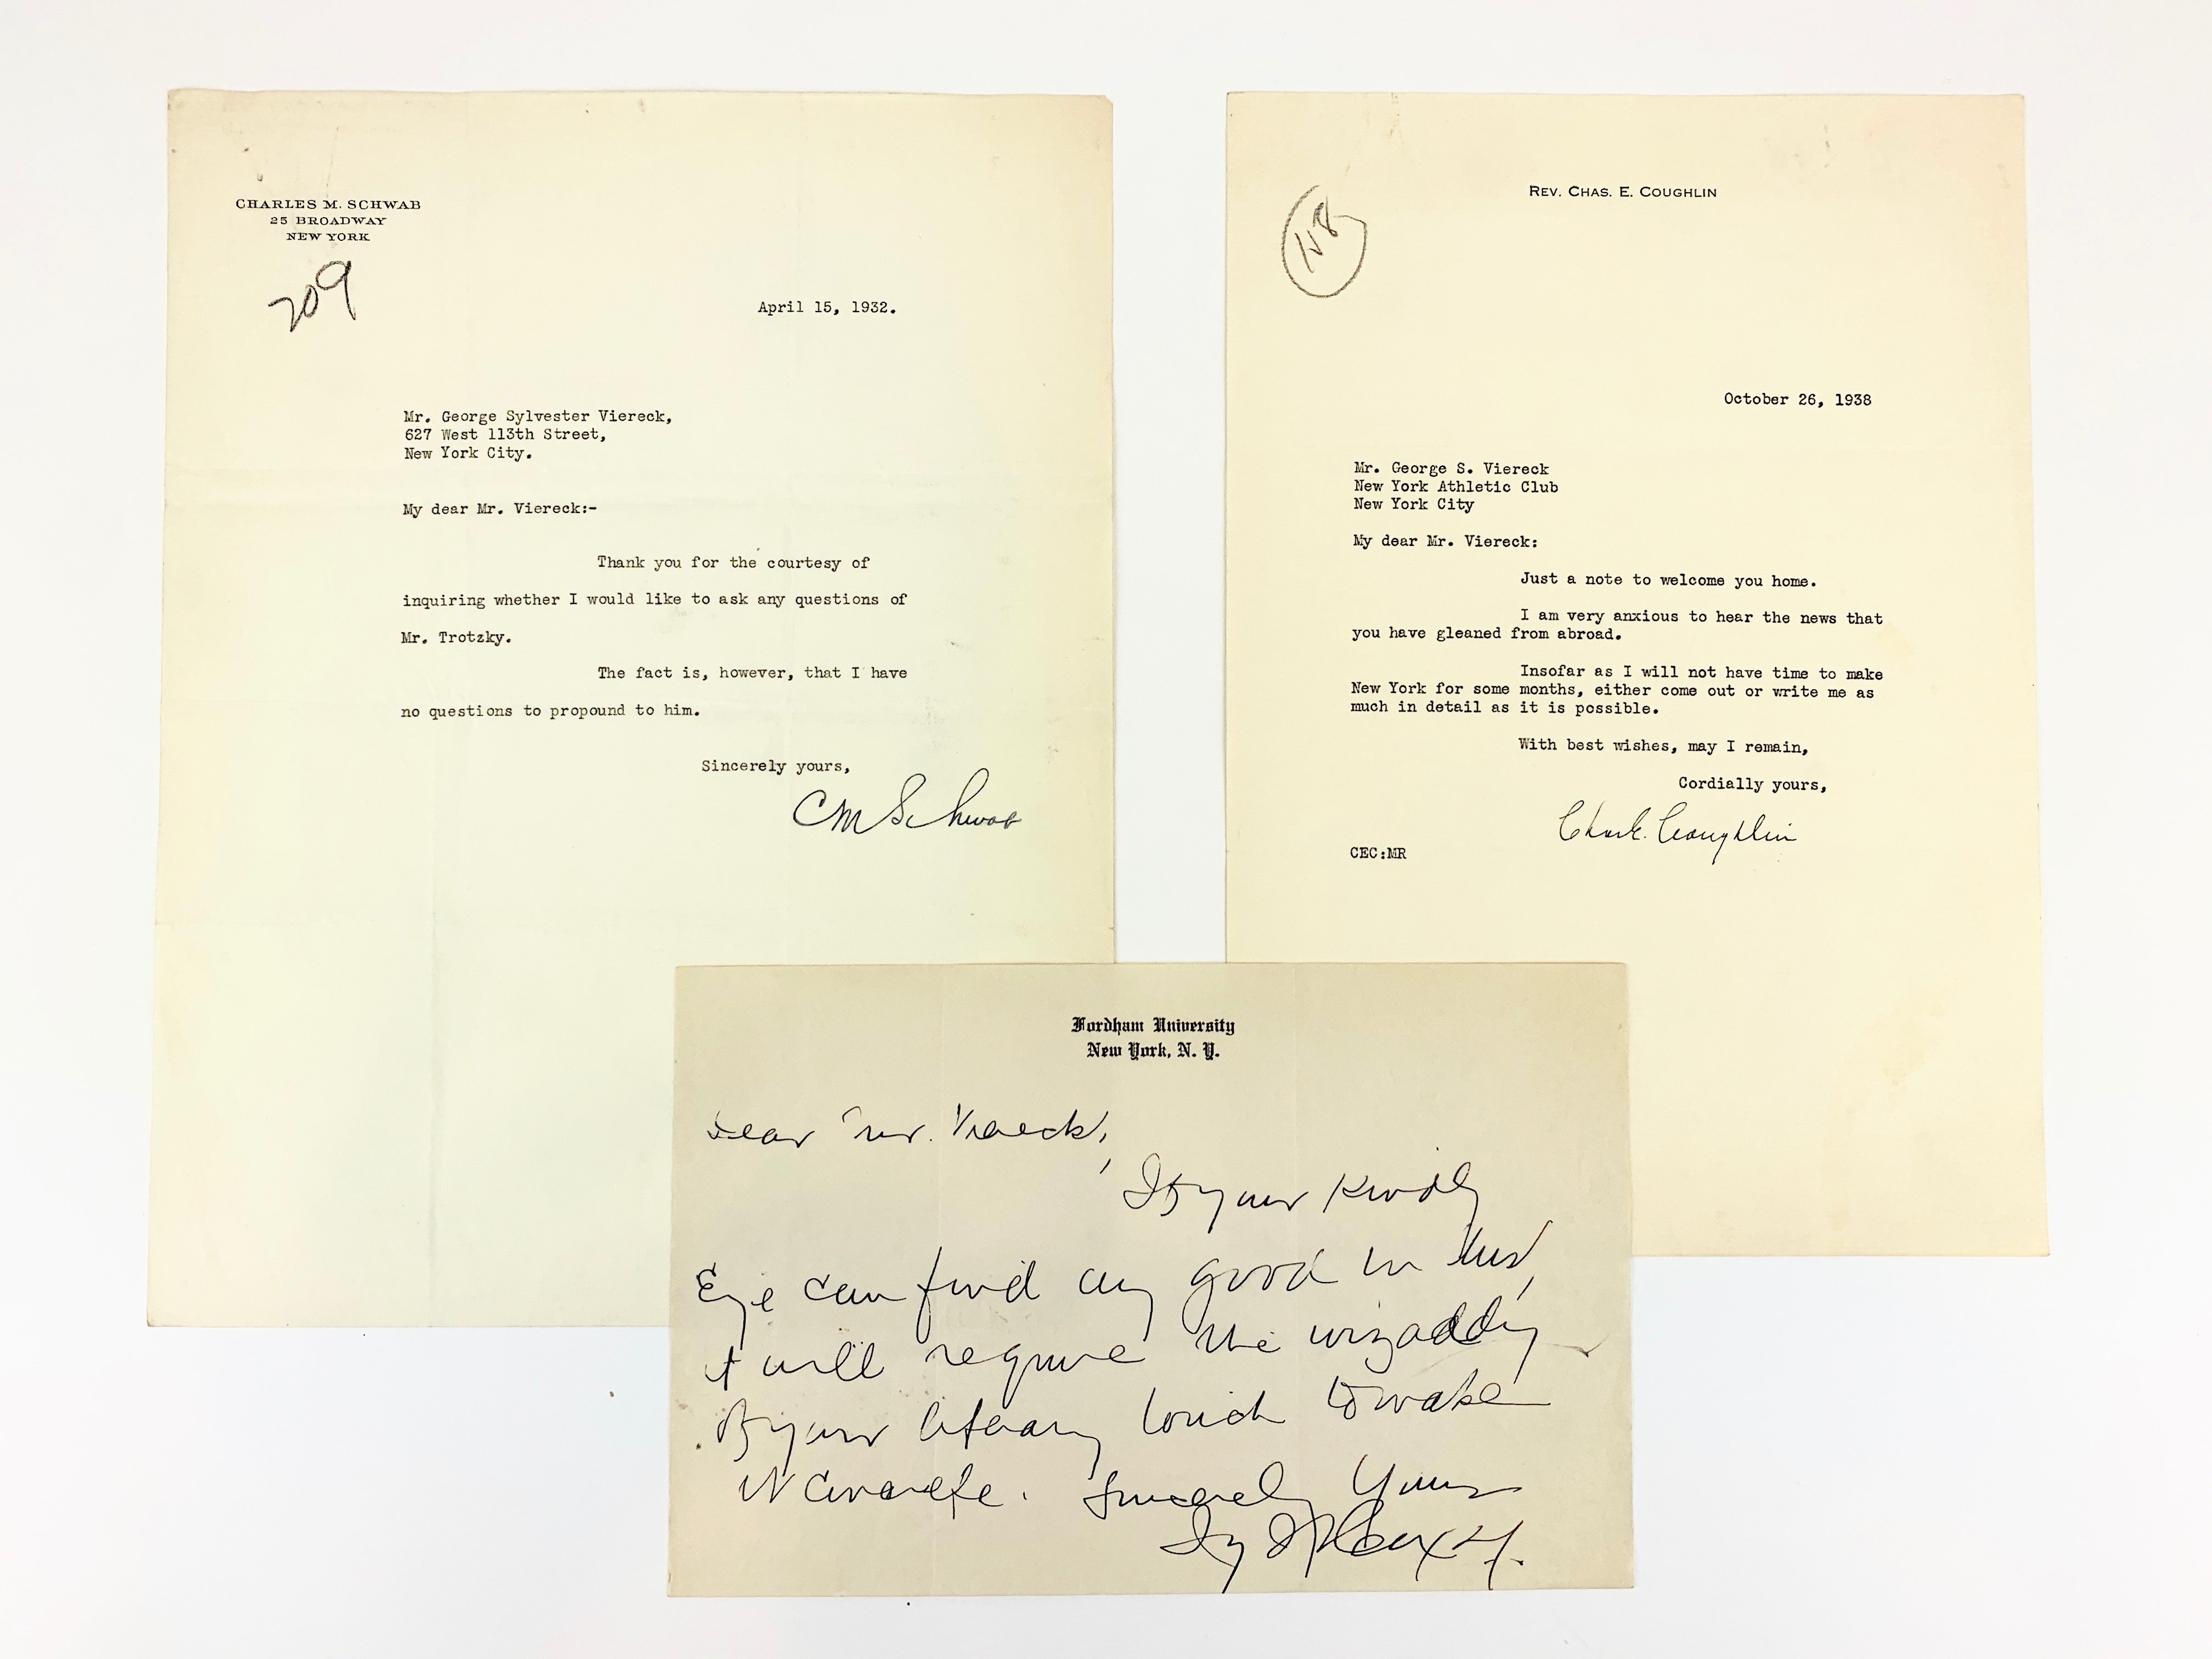 CHARLES M. SCHWAB
25 BROADWAY
NEW YORK
209
April 15, 1932.
Mr. George Sylvester Viereck,
627 West 113th Street,
New York City.
My dear Mr. Viereck:-
Thank you for the courtesy of
inquiring whether I would like to ask any questions of
Mr. Trotzky.
The fact is, however, that I have
no questions to propound to him.
Sincerely yours,
CM Schwab
REV. CHAS. E. COUGHLIN
118
October 26, 1938
Mr. George S. Viereck
New York Athletic Club
New York City
My dear Mr. Viereck:
Just a note to welcome you home.
I am very anxious to hear the news that
you have gleaned from abroad.
Insofar as I will not have time to make
New York for some months, either come out or write me as
much in detail as it is possible.
With best wishes, may I remain,
Cordially yours,
Chas. E. Coughlin
CEC:MR
Fordham University
New York, N. Y.
Dear Mr. Viereck,
If your kindly
Eye can find any good in this,
it will require the wizardry
of your literary touch to make
it
Sincerely Yours